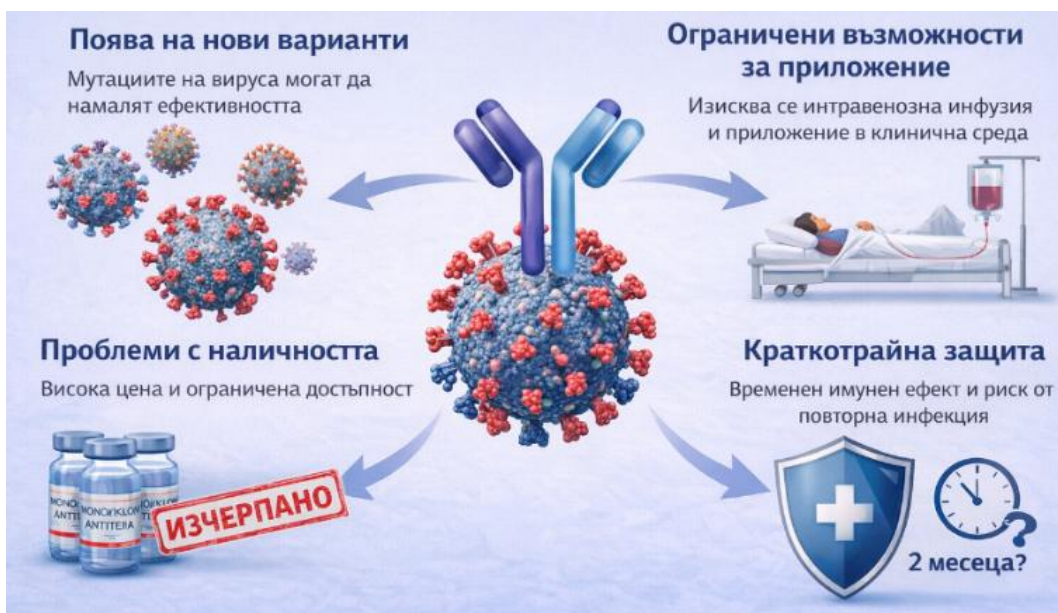 Поява на нови варианти
Мутациите на вируса могат да
намалят ефективността
Ограничени възможности
за приложение
Изисква се интравенозна инфузия
и приложение в клинична среда
Проблеми с наличността
Висока цена и ограничена достъпност
ИЗЧЕРПАНО
Краткотрайна защита
Временен имунен ефект и риск от
повторна инфекция
2 месеца?